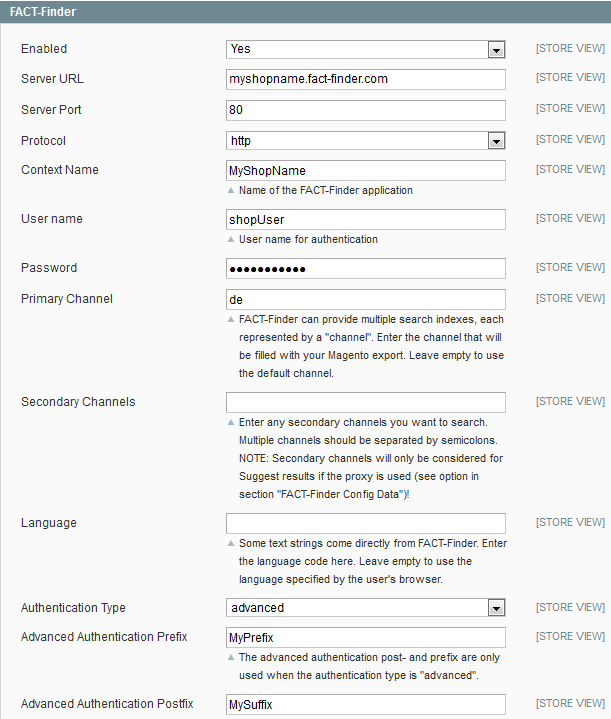 FACT-Finder
Enabled Yes [STORE VIEW]
Server URL myshopname.fact-finder.com [STORE VIEW]
Server Port 80 [STORE VIEW]
Protocol http [STORE VIEW]
Context Name MyShopName [STORE VIEW]
Name of the FACT-Finder application
User name shopUser [STORE VIEW]
User name for authentication
Password ●●●●●●●●●●● [STORE VIEW]
Primary Channel de [STORE VIEW]
FACT-Finder can provide multiple search indexes, each
represented by a "channel". Enter the channel that will
be filled with your Magento export. Leave empty to use
the default channel.
Secondary Channels [STORE VIEW]
Enter any secondary channels you want to search.
Multiple channels should be separated by semicolons.
NOTE: Secondary channels will only be considered for
Suggest results if the proxy is used (see option in
section "FACT-Finder Config Data")!
Language [STORE VIEW]
Some text strings come directly from FACT-Finder. Enter
the language code here. Leave empty to use the
language specified by the user's browser.
Authentication Type advanced [STORE VIEW]
Advanced Authentication Prefix MyPrefix [STORE VIEW]
The advanced authentication post- and prefix are only
used when the authentication type is "advanced".
Advanced Authentication Postfix MySuffix [STORE VIEW]